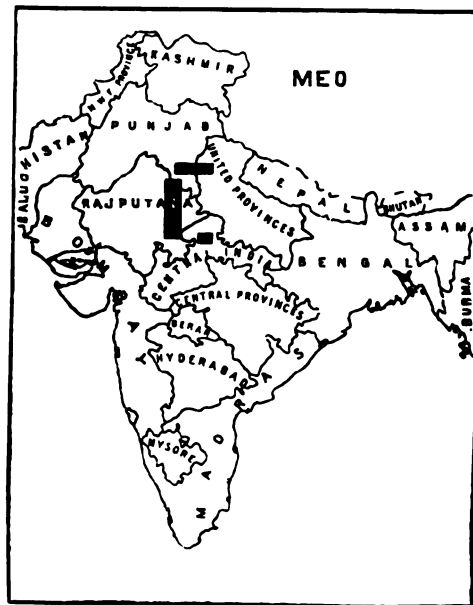 MEO
KASHMIR
N.W.F. PROVINCE
PUNJAB
BALUCHISTAN
RAJPUTANA
UNITED PROVINCES
NEPAL
BHUTAN
ASSAM
BENGAL
BURMA
CENTRAL INDIA
CENTRAL PROVINCES
BERAR
HYDERABAD
BOMBAY
MYSORE
MADRAS